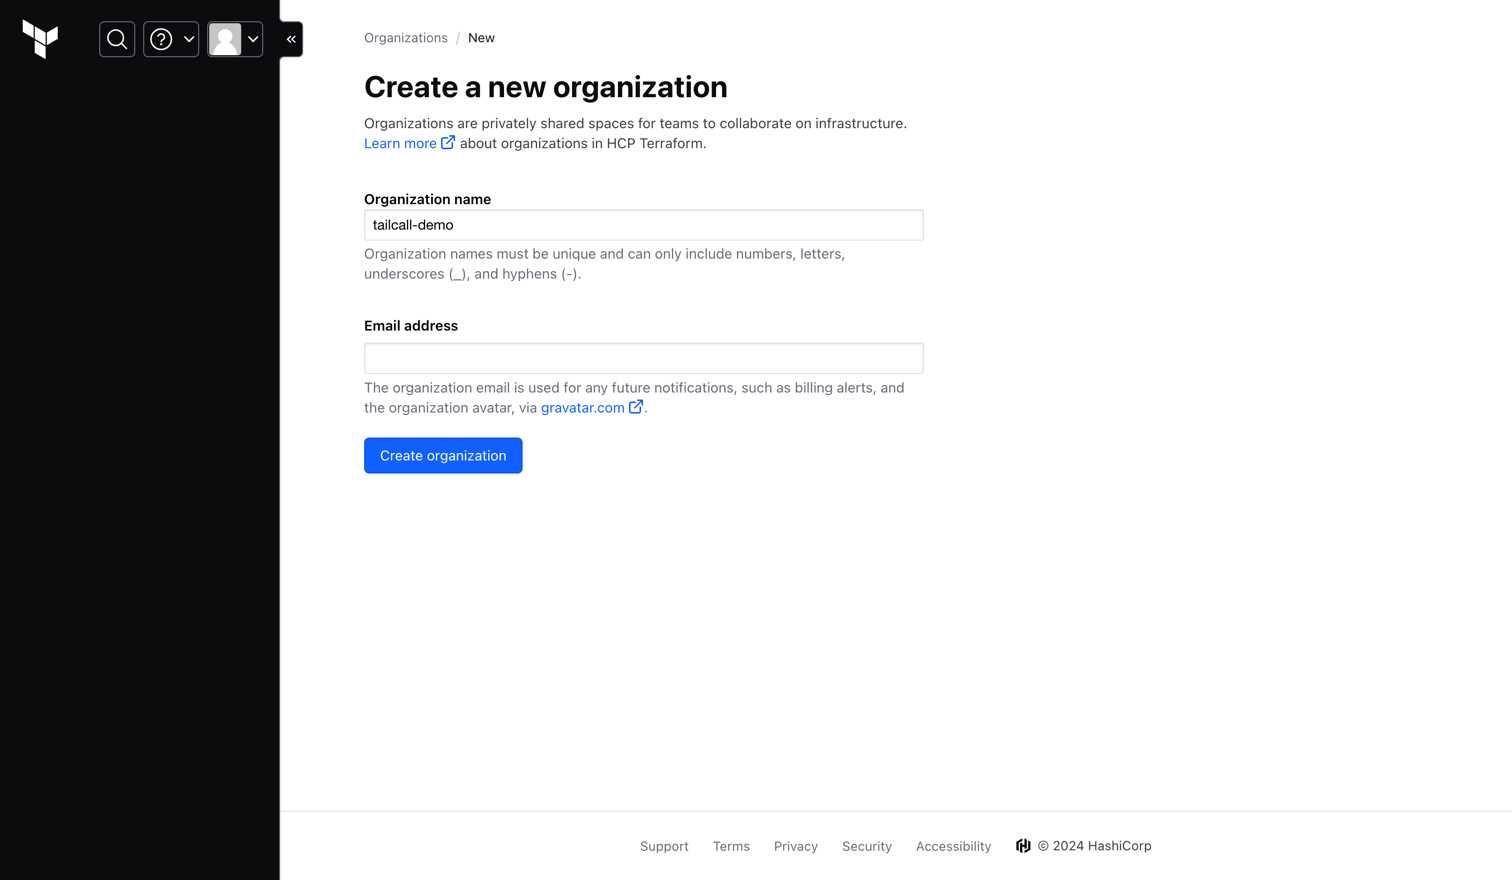 Organizations / New
Create a new organization
Organizations are privately shared spaces for teams to collaborate on infrastructure.
Learn more about organizations in HCP Terraform.
Organization name
tailcall-demo
Organization names must be unique and can only include numbers, letters,
underscores (_), and hyphens (-).
Email address
The organization email is used for any future notifications, such as billing alerts, and
the organization avatar, via gravatar.com.
Create organization
Support Terms Privacy Security Accessibility © 2024 HashiCorp